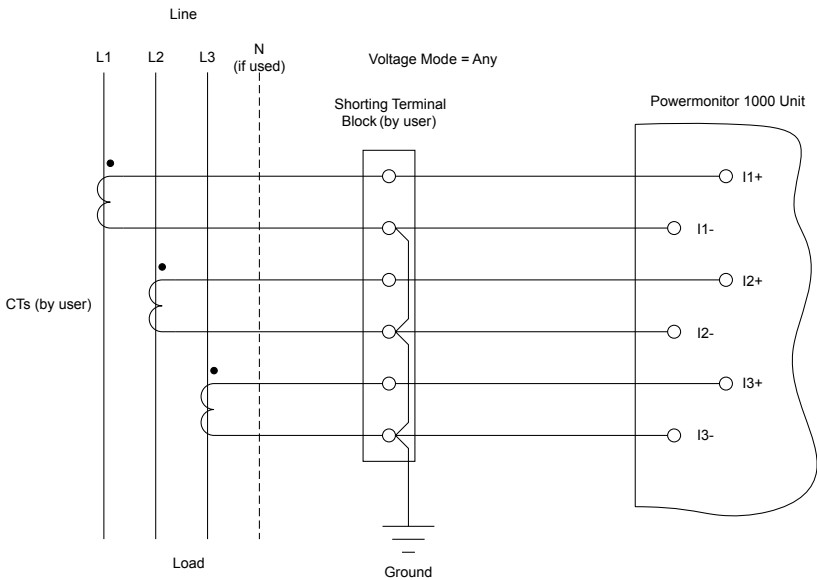 Line
L1
L2
L3
N
(if used)
Voltage Mode = Any
Shorting Terminal
Block (by user)
Powermonitor 1000 Unit
I1+
I1-
I2+
CTs (by user)
I2-
I3+
I3-
Load
Ground